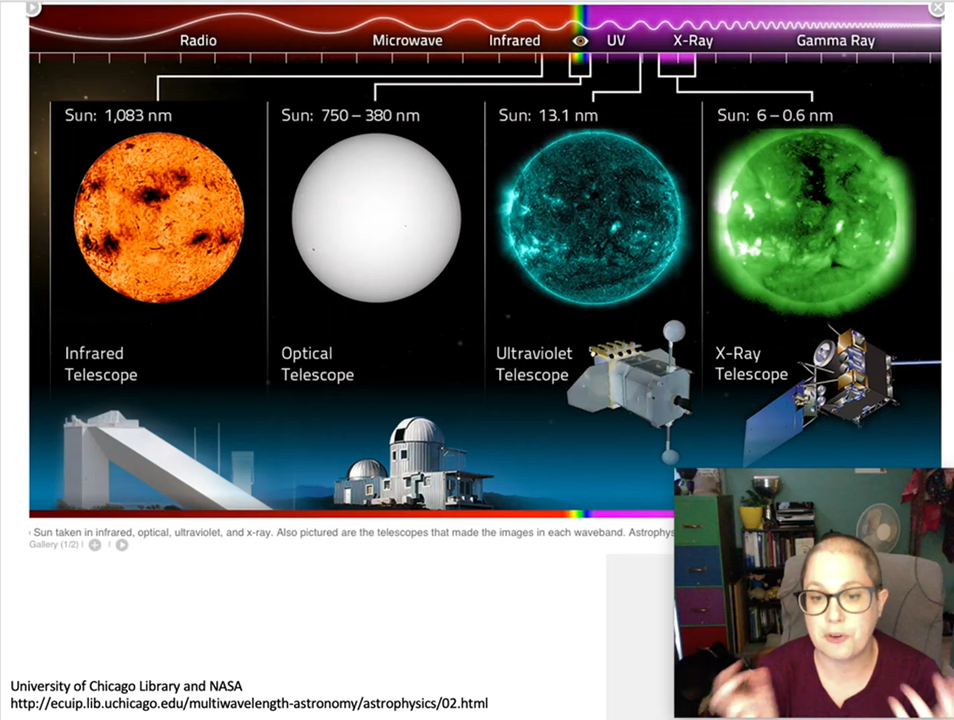 Radio Microwave Infrared UV X-Ray Gamma Ray
Sun: 1,083 nm
Sun: 750 – 380 nm
Sun: 13.1 nm
Sun: 6 – 0.6 nm
Infrared
Telescope
Optical
Telescope
Ultraviolet
Telescope
X-Ray
Telescope
Sun taken in infrared, optical, ultraviolet, and x-ray. Also pictured are the telescopes that made the images in each waveband. Astrophys
Gallery (1/2)
University of Chicago Library and NASA
http://ecuip.lib.uchicago.edu/multiwavelength-astronomy/astrophysics/02.html